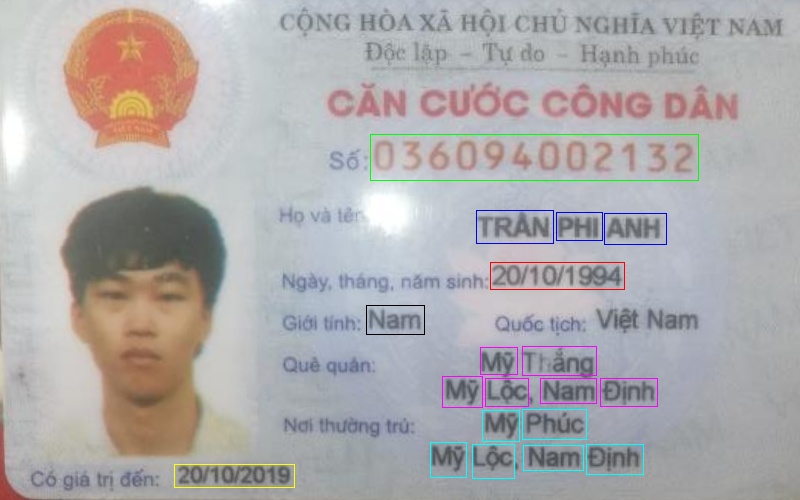 CỘNG HÒA XÃ HỘI CHỦ NGHĨA VIỆT NAM
Độc lập - Tự do - Hạnh phúc
CĂN CƯỚC CÔNG DÂN
Số: 036094002132
Họ và tên
TRẦN PHI ANH
Ngày, tháng, năm sinh: 20/10/1994
Giới tính: Nam Quốc tịch: Việt Nam
Quê quán: Mỹ Thắng
Mỹ Lộc, Nam Định
Nơi thường trú: Mỹ Phúc
Mỹ Lộc, Nam Định
Có giá trị đến: 20/10/2019